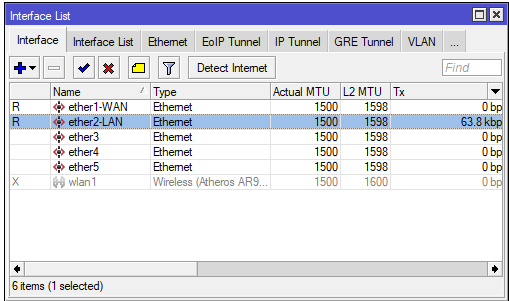 Interface List
Interface Interface List Ethernet EoIP Tunnel IP Tunnel GRE Tunnel VLAN ...
Detect Internet Find
Name Type Actual MTU L2 MTU Tx
R ether1-WAN Ethernet 1500 1598 0 bp
R ether2-LAN Ethernet 1500 1598 63.8 kbp
ether3 Ethernet 1500 1598 0 bp
ether4 Ethernet 1500 1598 0 bp
ether5 Ethernet 1500 1598 0 bp
X wlan1 Wireless (Atheros AR9... 1500 1600 0 bp
6 items (1 selected)